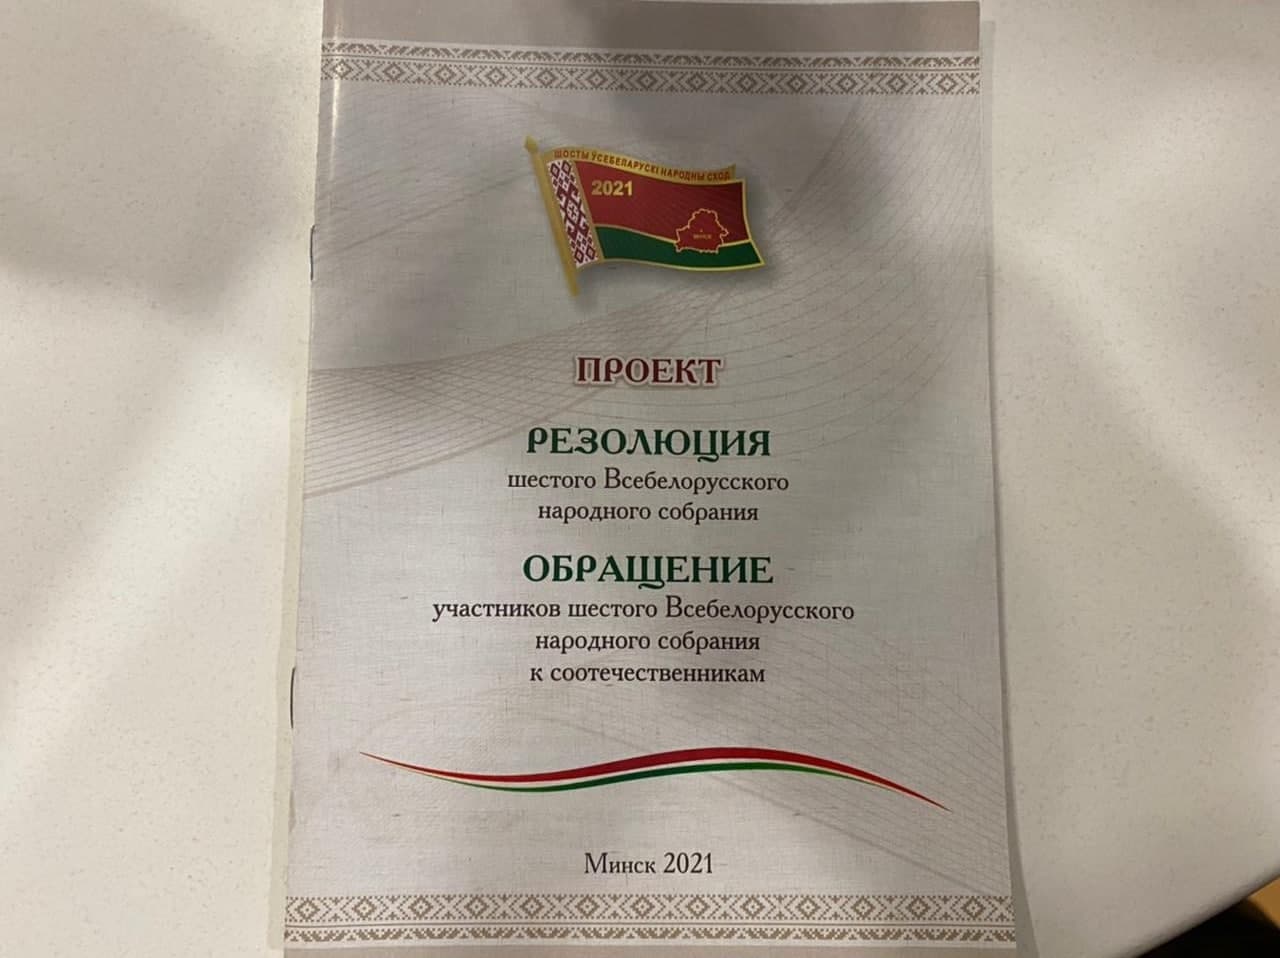 ШОСТЫ ЎСЕБЕЛАРУСКІ НАРОДНЫ СХОД
2021
МИНСК
ПРОЕКТ
РЕЗОЛЮЦИЯ
шестого Всебелорусского
народного собрания
ОБРАЩЕНИЕ
участников шестого Всебелорусского
народного собрания
к соотечественникам
Минск 2021